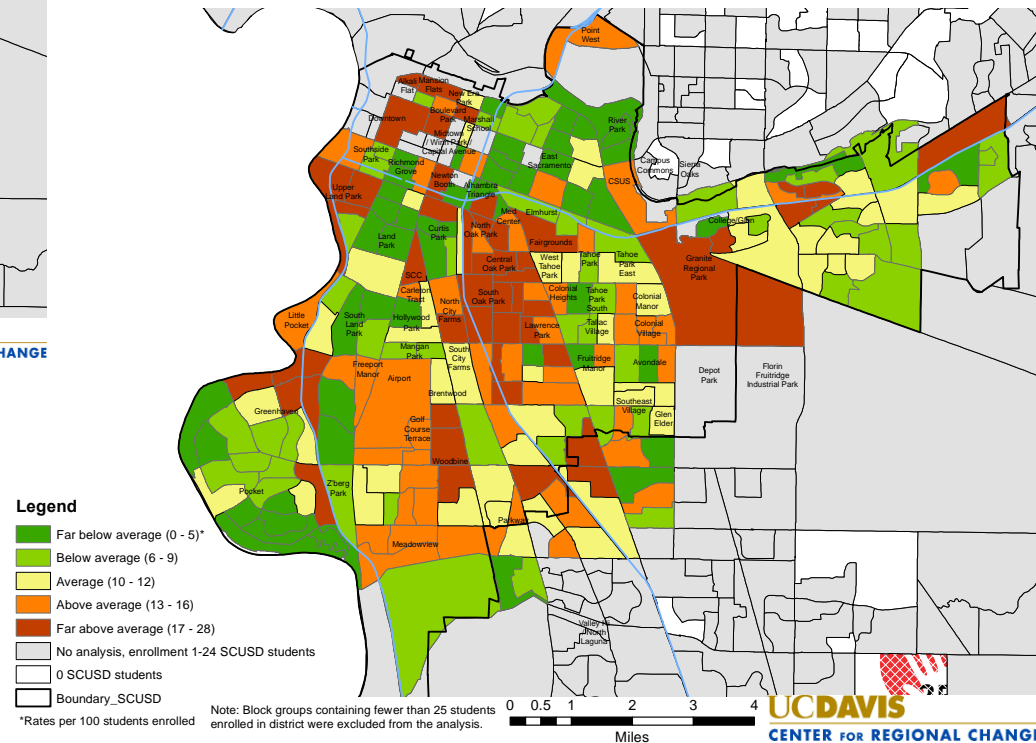 Point
West
Alkali
Flat
Mansion
Flats
New Era
Park
Boulevard
Park
Marshall
School
Downtown
Midtown
/ Winn Park /
Capital Avenue
River
Park
Southside
Park
Richmond
Grove
Newton
Booth
Alhambra
Triangle
East
Sacramento
CSUS
Campus
Commons
Sierra
Oaks
Upper
Land Park
Land
Park
Curtis
Park
North
Oak Park
Med
Center
Elmhurst
College/Glen
Fairgrounds
Central
Oak Park
West
Tahoe
Park
Tahoe
Park
Tahoe
Park
East
Granite
Regional
Park
SCC
Carleton
Tract
North
City
Farms
South
Oak Park
Colonial
Heights
Tahoe
Park
South
Colonial
Manor
Little
Pocket
South
Land
Park
Hollywood
Park
Lawrence
Park
Tallac
Village
Colonial
Village
Mangan
Park
South
City
Farms
Freeport
Manor
Airport
Fruitridge
Manor
Avondale
Depot
Park
Florin
Fruitridge
Industrial Park
Brentwood
Southeast
Village
Glen
Elder
Greenhaven
Golf
Course
Terrace
Woodbine
Pocket
Z'berg
Park
Parkway
Meadowview
Valley Hi
/ North
Laguna
HANGE
Legend
Far below average (0 - 5)*
Below average (6 - 9)
Average (10 - 12)
Above average (13 - 16)
Far above average (17 - 28)
No analysis, enrollment 1-24 SCUSD students
0 SCUSD students
Boundary_SCUSD
*Rates per 100 students enrolled
Note: Block groups containing fewer than 25 students
enrolled in district were excluded from the analysis.
0 0.5 1 2 3 4
Miles
UCDAVIS
CENTER FOR REGIONAL CHANGE